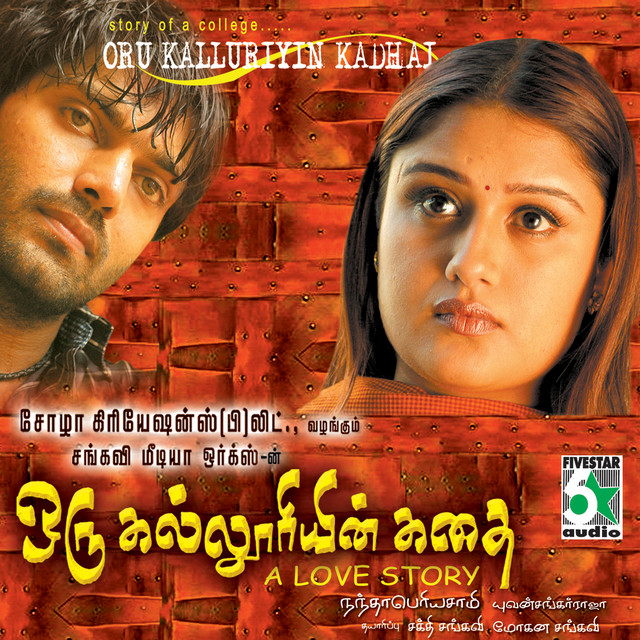 story of a college.....
ORU KALLURIYIN KADHAI
சோழா கிரியேஷன்ஸ்(பி)லிட்., வழங்கும்
சங்கவி மீடியா ஒர்க்ஸ்-ன்
ஒரு கல்லூரியின் கதை
A LOVE STORY
FIVESTAR
audio
நந்தாபெரியசாமி யுவன்சங்கர்ராஜா
தயாரிப்பு சக்தி சங்கவி .மோகன சங்கவி